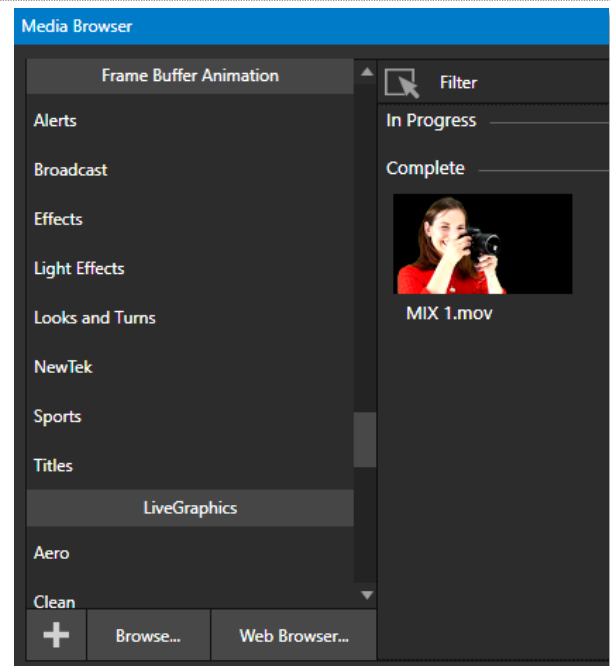 Media Browser
Frame Buffer Animation
Alerts
Broadcast
Effects
Light Effects
Looks and Turns
NewTek
Sports
Titles
LiveGraphics
Aero
Clean
Browse...
Web Browser...
Filter
In Progress
Complete
MIX 1.mov